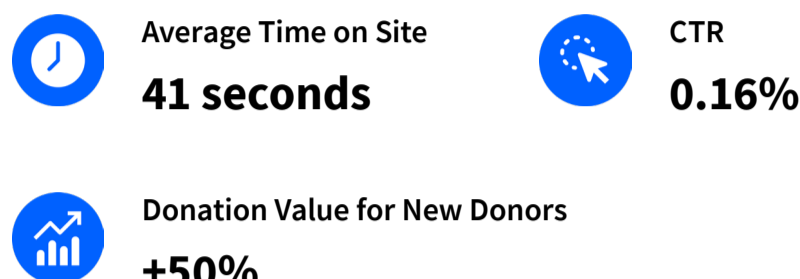 Average Time on Site
41 seconds
CTR
0.16%
Donation Value for New Donors
+50%